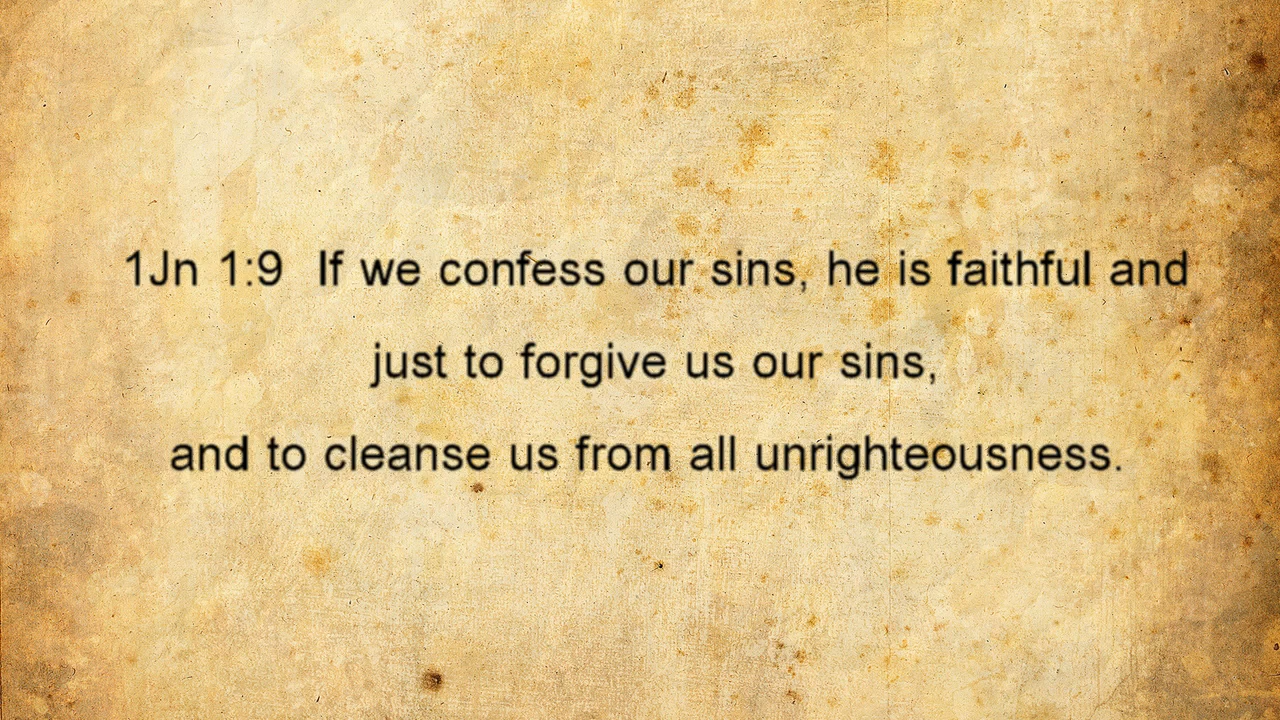 1Jn 1:9  If we confess our sins, he is faithful and
just to forgive us our sins,
and to cleanse us from all unrighteousness.